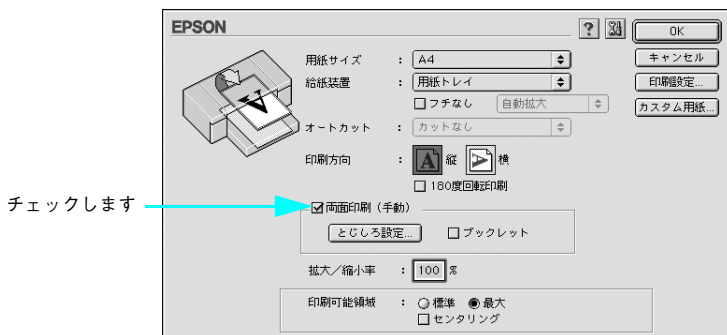 EPSON
OK
用紙サイズ : A4
キャンセル
給紙装置 : 用紙トレイ
印刷設定...
フチなし 自動拡大
カスタム用紙...
オートカット : カットなし
印刷方向 : A 縦 A 横
180度回転印刷
チェックします
両面印刷（手動）
とじしろ設定... ブックレット
拡大／縮小率 : 100 %
印刷可能領域 : 標準 最大
センタリング